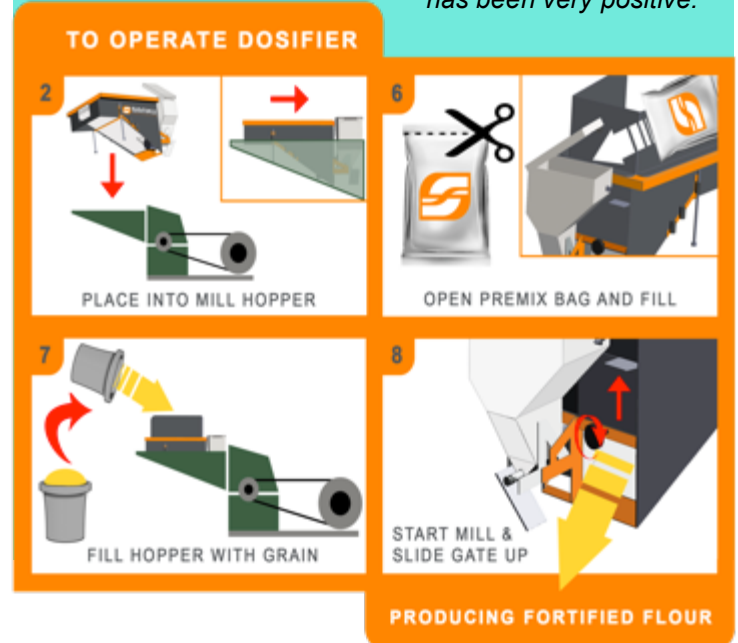 has been very positive.
TO OPERATE DOSIFIER
2
PLACE INTO MILL HOPPER
6
OPEN PREMIX BAG AND FILL
7
FILL HOPPER WITH GRAIN
8
START MILL &
SLIDE GATE UP
PRODUCING FORTIFIED FLOUR